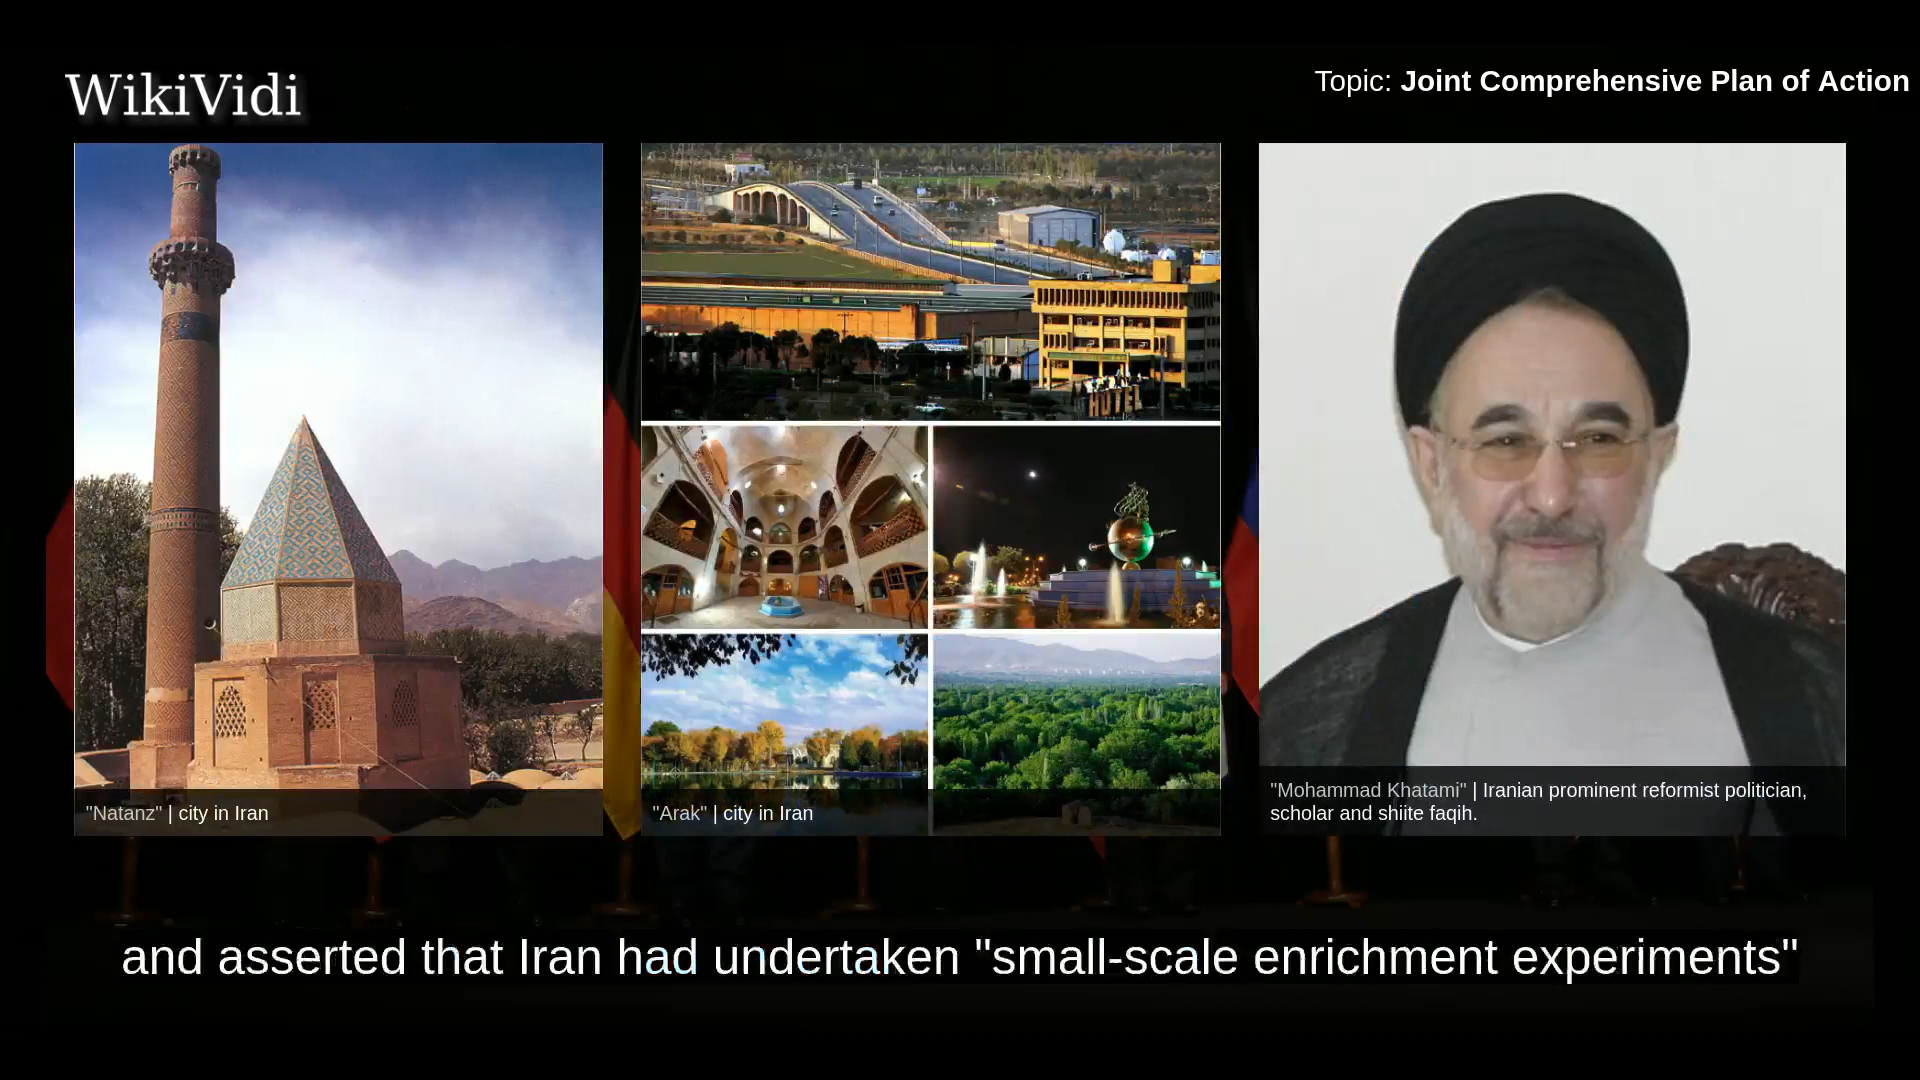 WikiVidi
Topic: Joint Comprehensive Plan of Action
HOTEL
"Natanz" | city in Iran
"Arak" | city in Iran
"Mohammad Khatami" | Iranian prominent reformist politician,
scholar and shiite faqih.
and asserted that Iran had undertaken "small-scale enrichment experiments"